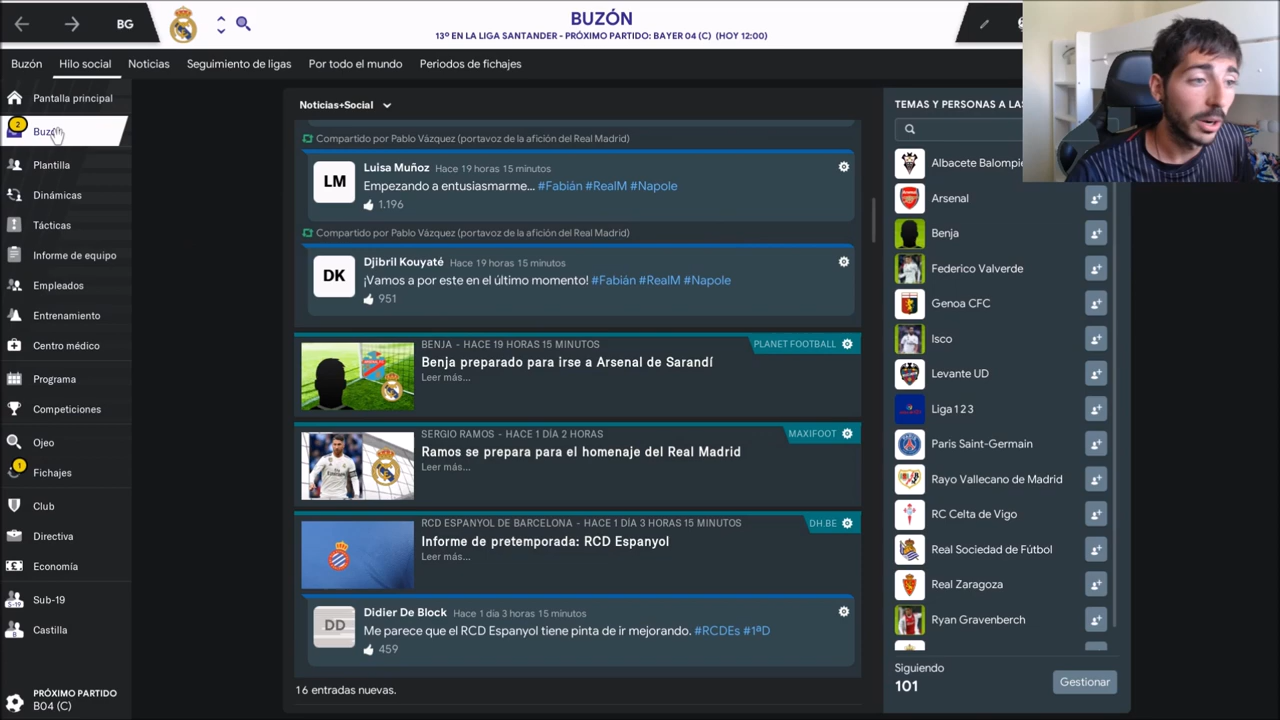 BG
BUZÓN
13º EN LA LIGA SANTANDER - PRÓXIMO PARTIDO: BAYER 04 (C) (HOY 12:00)
Buzón
Hilo social
Noticias
Seguimiento de ligas
Por todo el mundo
Periodos de fichajes
Pantalla principal
2
Buzón
Plantilla
Dinámicas
Tácticas
Informe de equipo
Empleados
Entrenamiento
Centro médico
Programa
Competiciones
Ojeo
1
Fichajes
Club
Directiva
Economía
S-19
Sub-19
B
Castilla
PRÓXIMO PARTIDO
B04 (C)
Noticias+Social
Compartido por Pablo Vázquez (portavoz de la afición del Real Madrid)
LM
Luisa Muñoz Hace 19 horas 15 minutos
Empezando a entusiasmarme... #Fabián #RealM #Napole
1.196
Compartido por Pablo Vázquez (portavoz de la afición del Real Madrid)
DK
Djibril Kouyaté Hace 19 horas 15 minutos
¡Vamos a por este en el último momento! #Fabián #RealM #Napole
951
BENJA - HACE 19 HORAS 15 MINUTOS
PLANET FOOTBALL
Benja preparado para irse a Arsenal de Sarandí
Leer más...
SERGIO RAMOS - HACE 1 DÍA 2 HORAS
MAXIFOOT
Ramos se prepara para el homenaje del Real Madrid
Leer más...
RCD ESPANYOL DE BARCELONA - HACE 1 DÍA 3 HORAS 15 MINUTOS
DH.BE
Informe de pretemporada: RCD Espanyol
Leer más...
DD
Didier De Block Hace 1 día 3 horas 15 minutos
Me parece que el RCD Espanyol tiene pinta de ir mejorando. #RCDEs #1ªD
459
16 entradas nuevas.
TEMAS Y PERSONAS A LAS
Albacete Balompié
Arsenal
Benja
Federico Valverde
Genoa CFC
Isco
Levante UD
Liga 1 2 3
Paris Saint-Germain
Rayo Vallecano de Madrid
RC Celta de Vigo
Real Sociedad de Fútbol
Real Zaragoza
Ryan Gravenberch
Siguiendo
101
Gestionar